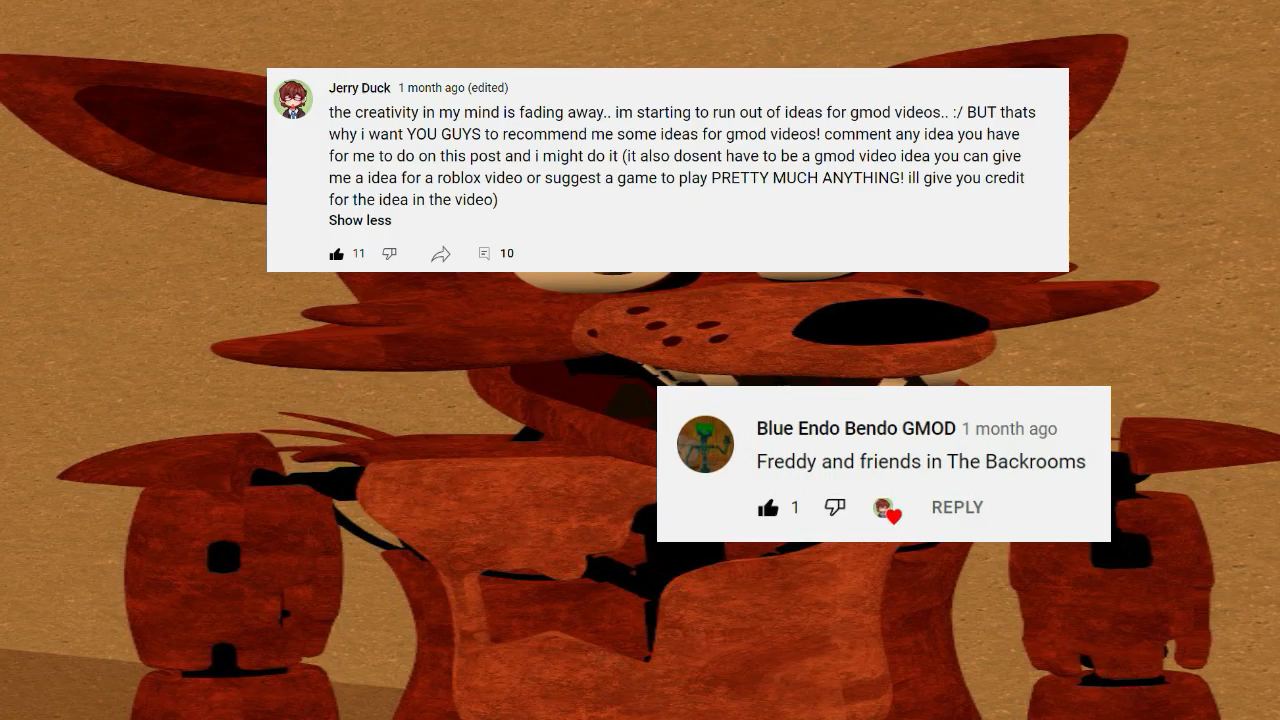 Jerry Duck 1 month ago (edited)
the creativity in my mind is fading away.. im starting to run out of ideas for gmod videos.. :/ BUT thats
why i want YOU GUYS to recommend me some ideas for gmod videos! comment any idea you have
for me to do on this post and i might do it (it also dosent have to be a gmod video idea you can give
me a idea for a roblox video or suggest a game to play PRETTY MUCH ANYTHING! ill give you credit
for the idea in the video)
Show less
11 10
Blue Endo Bendo GMOD 1 month ago
Freddy and friends in The Backrooms
1 REPLY